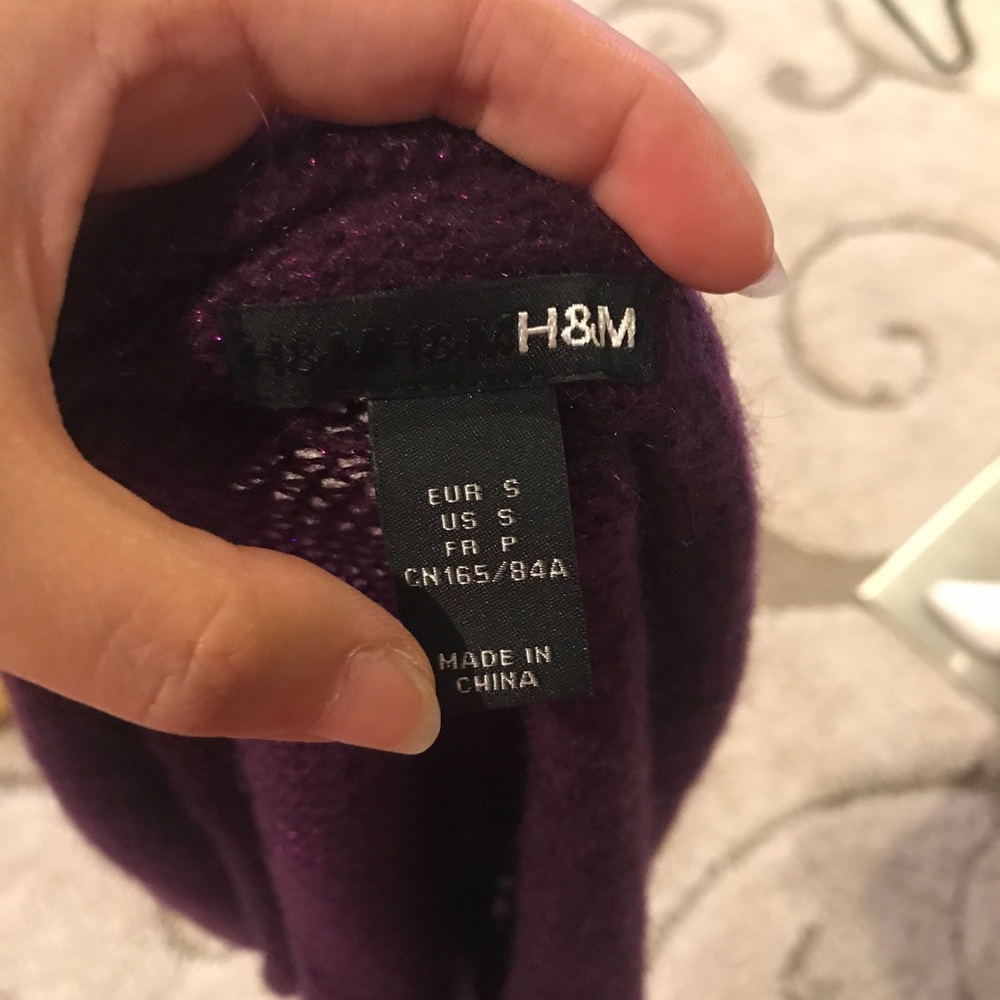 H&M H&M H&M
EUR S
US S
FR P
CN165/84A
MADE IN
CHINA